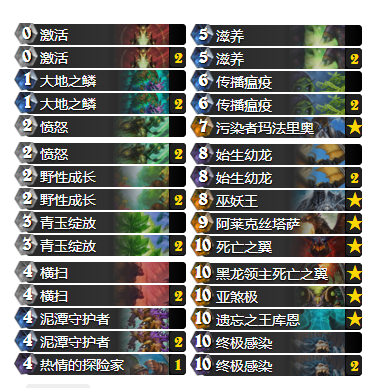 0 激活
0 激活 2
1 大地之鳞
1 大地之鳞 2
2 愤怒
2 愤怒 2
2 野性成长
2 野性成长 2
3 青玉绽放
3 青玉绽放 2
4 横扫
4 横扫 2
4 泥潭守护者
4 泥潭守护者 2
4 热情的探险家 1
5 滋养
5 滋养 2
6 传播瘟疫
6 传播瘟疫 2
7 污染者玛法里奥
8 始生幼龙
8 始生幼龙 2
8 巫妖王
9 阿莱克丝塔萨
10 死亡之翼
10 黑龙领主死亡之翼
10 亚煞极
10 遗忘之王库恩
10 终极感染
10 终极感染 2